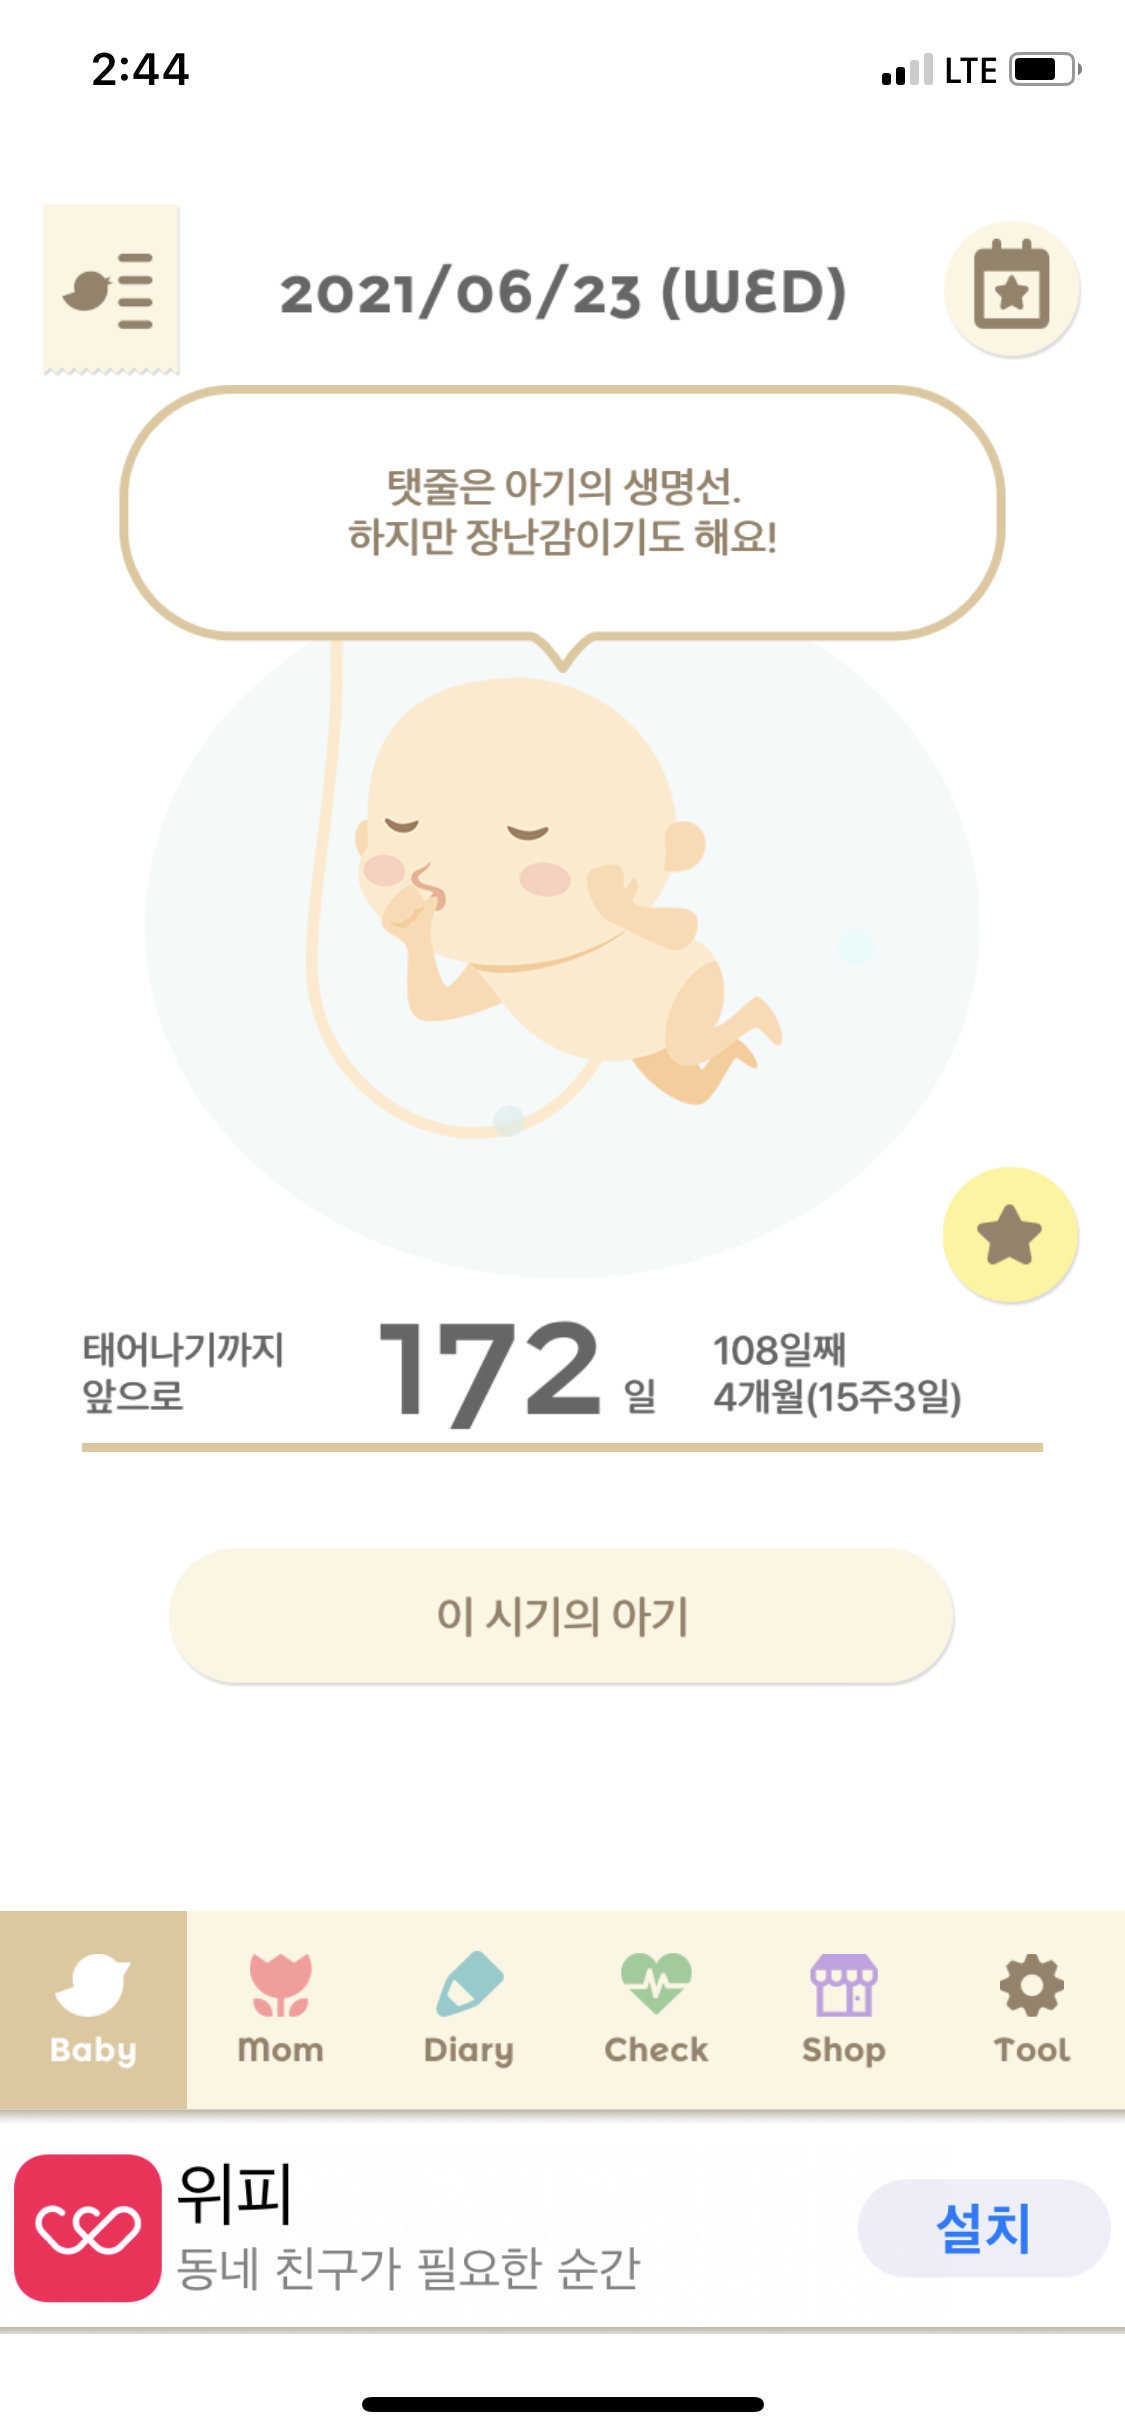 2:44
LTE
2021/06/23 (WED)
탯줄은 아기의 생명선.
하지만 장난감이기도 해요!
태어나기까지
앞으로
172 일
108일째
4개월(15주3일)
이 시기의 아기
Baby
Mom
Diary
Check
Shop
Tool
위피
동네 친구가 필요한 순간
설치